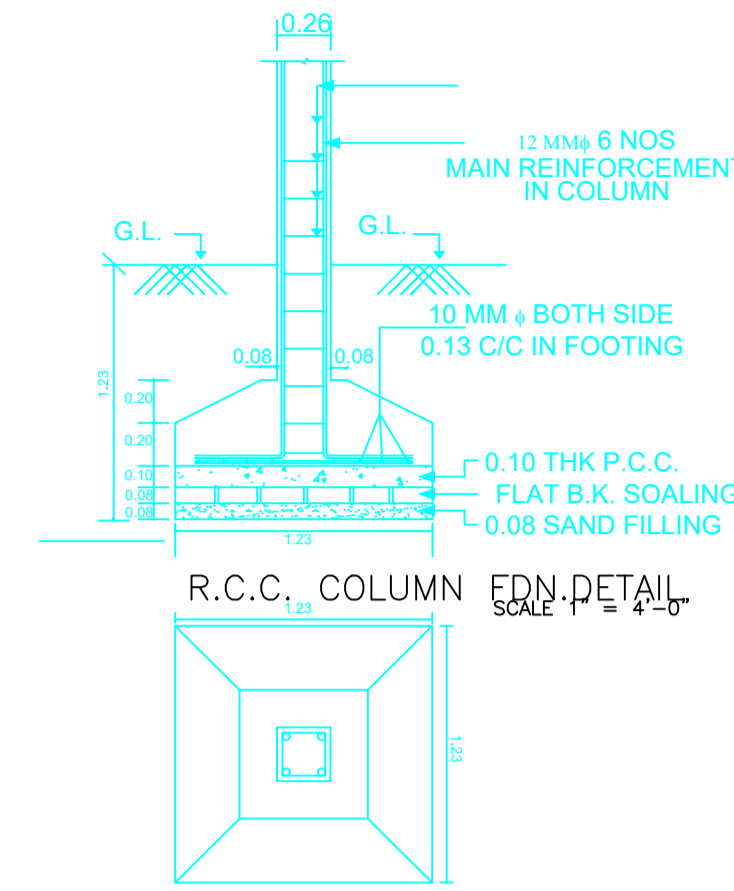 0.26
12 MMφ 6 NOS
MAIN REINFORCEMENT
IN COLUMN
G.L.
G.L.
10 MM φ BOTH SIDE
0.13 C/C IN FOOTING
0.08
0.08
1.23
0.20
0.20
0.10
0.08
0.08
0.10 THK P.C.C.
FLAT B.K. SOALING
0.08 SAND FILLING
1.23
R.C.C. COLUMN FDN.DETAIL
SCALE 1" = 4'-0"
1.23
1.23